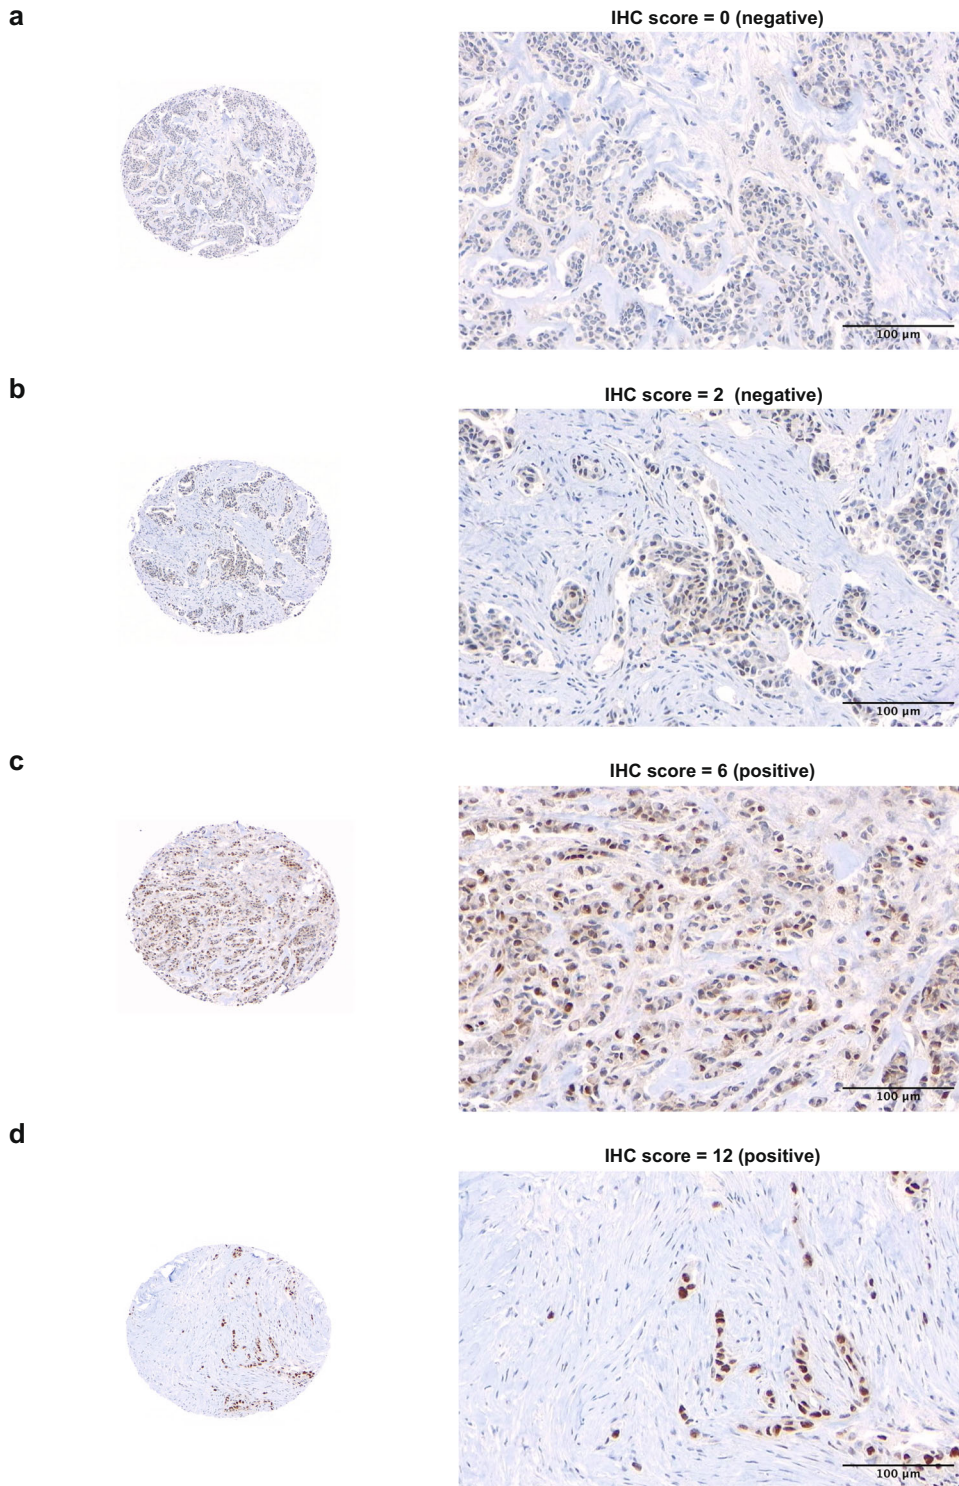 a
IHC score = 0 (negative)
100 µm
b
IHC score = 2 (negative)
100 µm
c
IHC score = 6 (positive)
100 µm
d
IHC score = 12 (positive)
100 µm